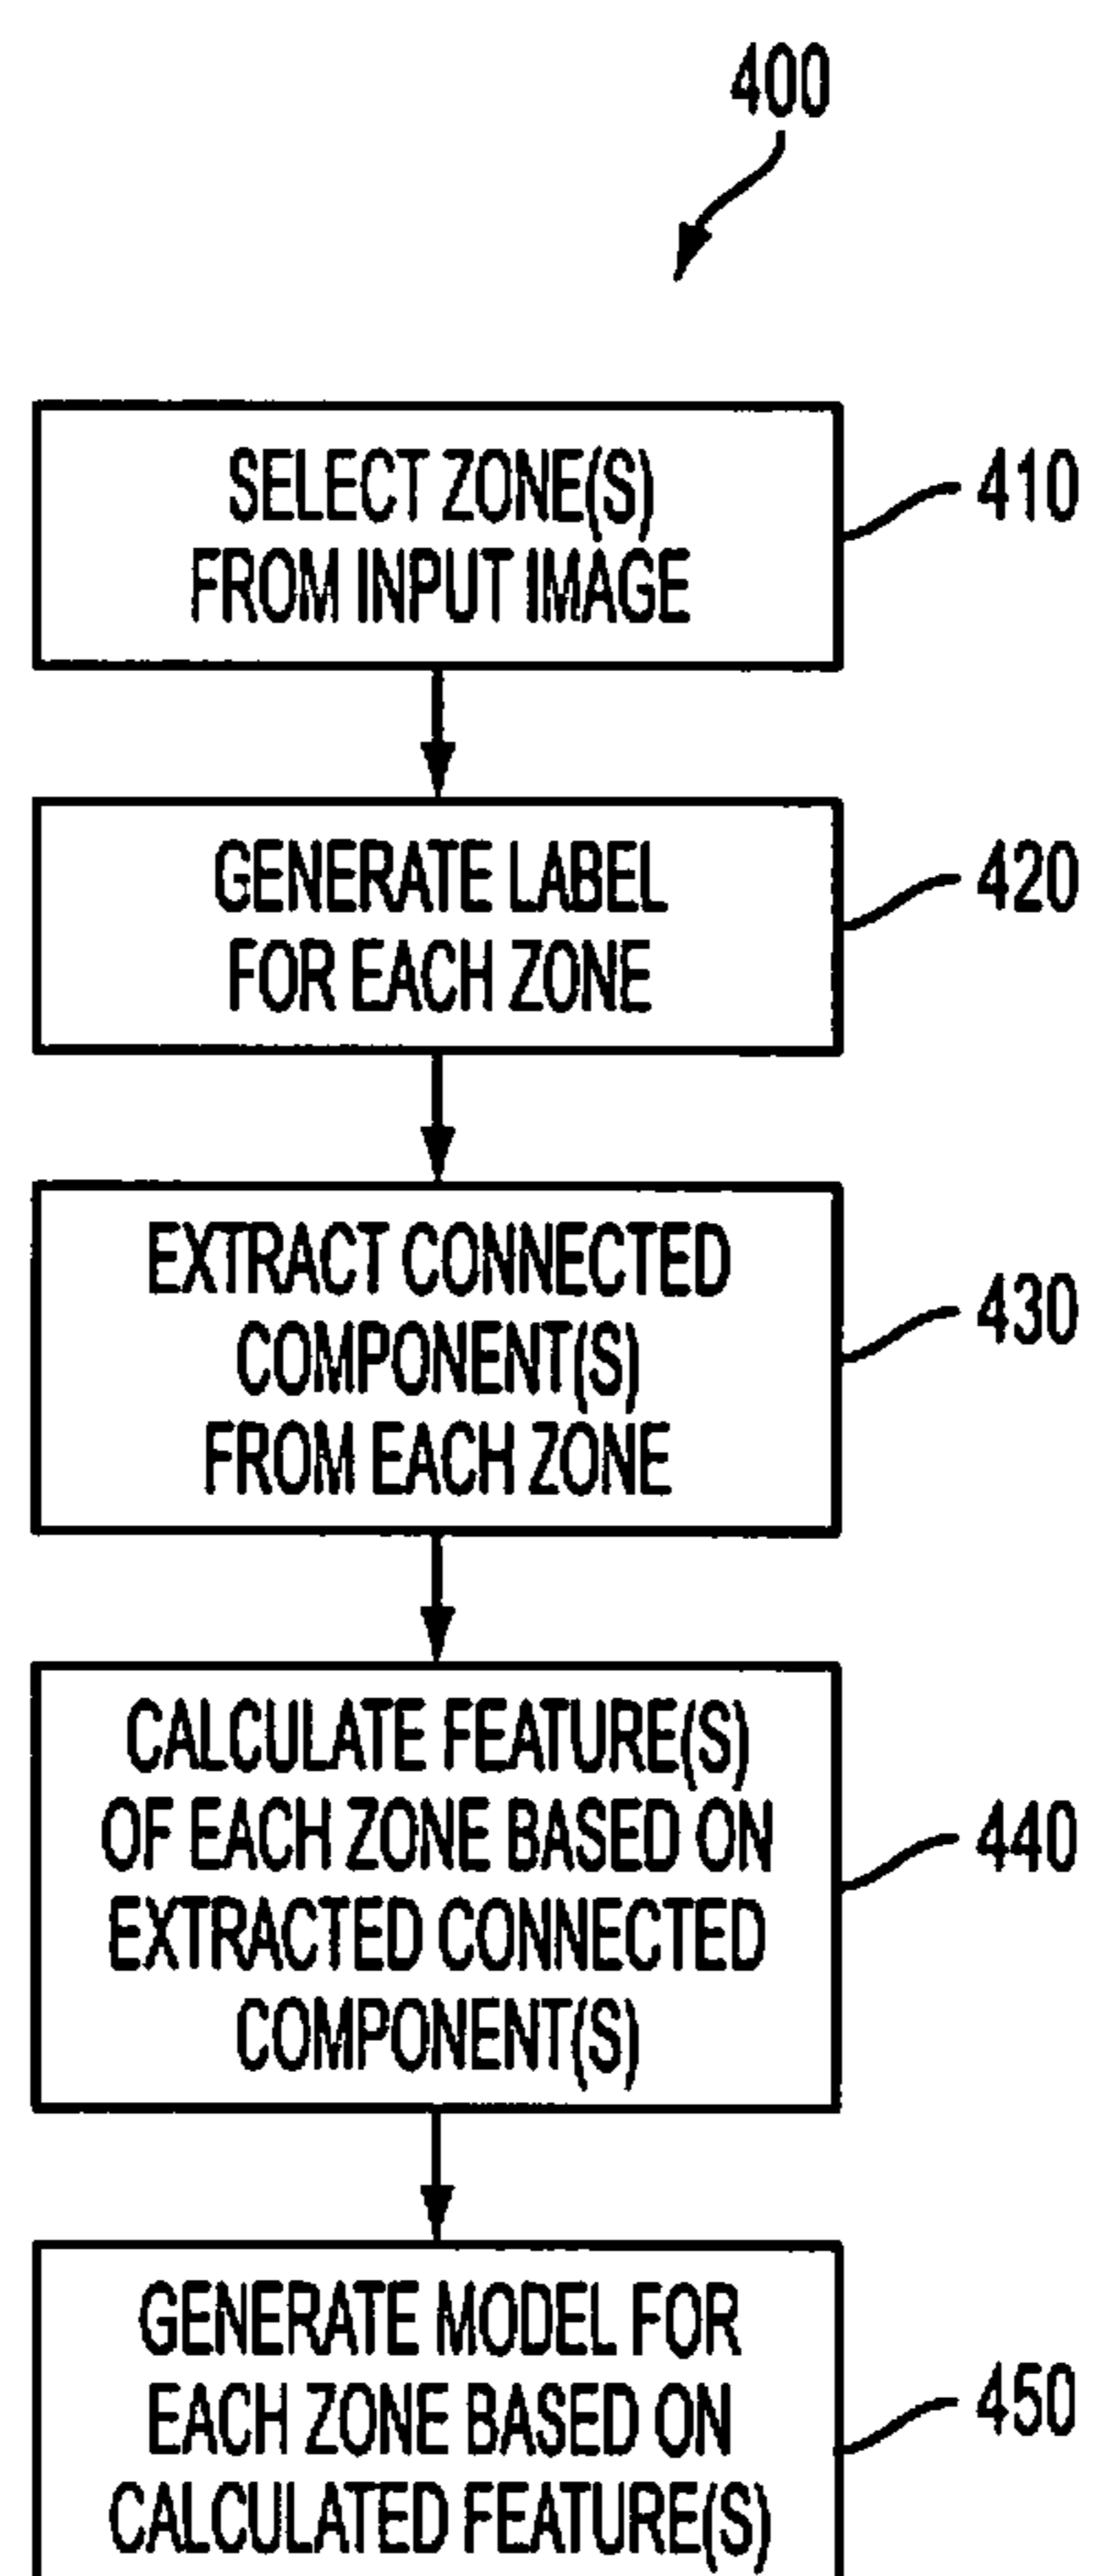 400
SELECT ZONE(S)
FROM INPUT IMAGE
410
GENERATE LABEL
FOR EACH ZONE
420
EXTRACT CONNECTED
COMPONENT(S)
FROM EACH ZONE
430
CALCULATE FEATURE(S)
OF EACH ZONE BASED ON
EXTRACTED CONNECTED
COMPONENT(S)
440
GENERATE MODEL FOR
EACH ZONE BASED ON
CALCULATED FEATURE(S)
450